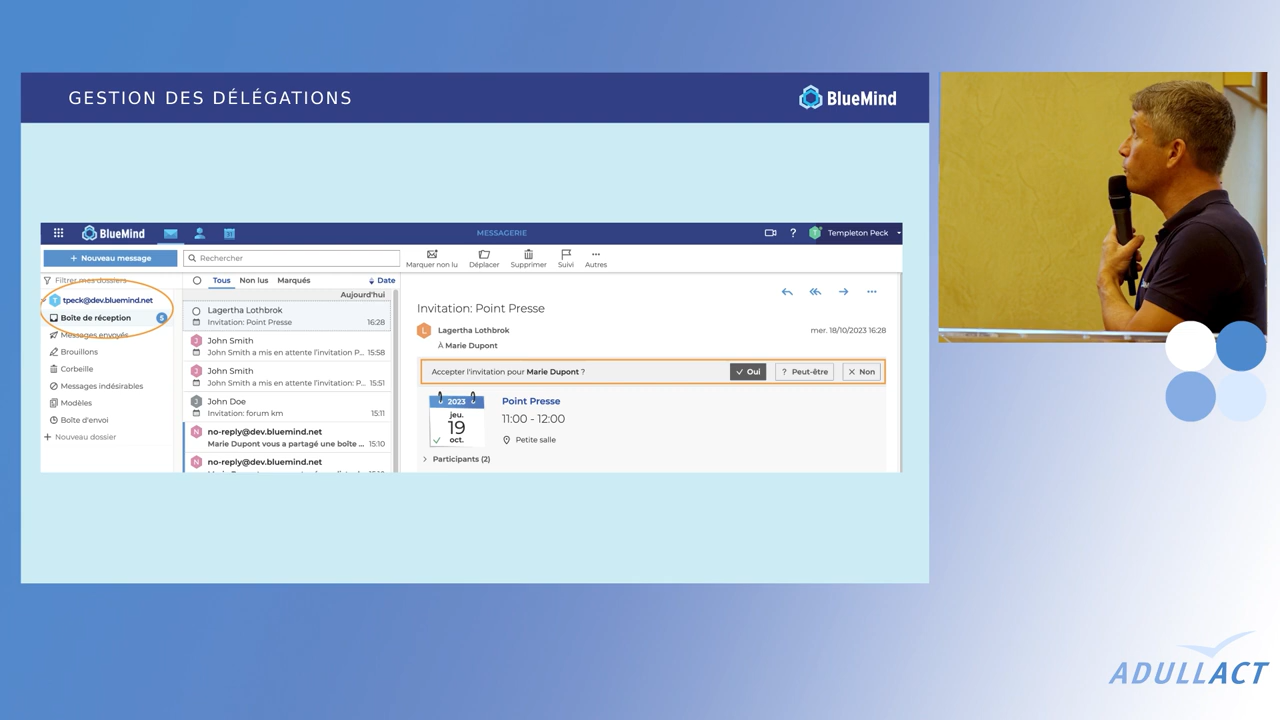 GESTION DES DÉLÉGATIONS
BlueMind
BlueMind
MESSAGERIE
?
T
Templeton Peck
+ Nouveau message
Rechercher
Marquer non lu
Déplacer
Supprimer
Suivi
Autres
Filtrer mes dossiers
Tous
Non lus
Marqués
Date
T
tpeck@dev.bluemind.net
Boîte de réception
5
Messages envoyés
Brouillons
Corbeille
Messages indésirables
Modèles
Boîte d'envoi
+ Nouveau dossier
Aujourd'hui
Lagertha Lothbrok
Invitation: Point Presse
16:28
J
John Smith
John Smith a mis en attente l'invitation P...
15:58
J
John Smith
John Smith a mis en attente l'invitation: P...
15:51
J
John Doe
Invitation: forum km
15:11
N
no-reply@dev.bluemind.net
Marie Dupont vous a partagé une boîte ...
15:10
N
no-reply@dev.bluemind.net
Invitation: Point Presse
L
Lagertha Lothbrok
mer. 18/10/2023 16:28
À Marie Dupont
Accepter l'invitation pour Marie Dupont ?
Oui
? Peut-être
Non
2023
jeu.
19
oct.
Point Presse
11:00 - 12:00
Petite salle
Participants (2)
ADULLACT